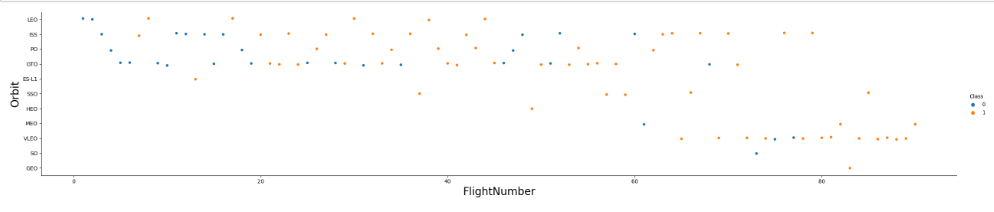 LEO
ISS
PO
GTO
ES-L1
SSO
HEO
MEO
VLEO
SO
GEO
Orbit
0
20
40
60
80
FlightNumber
Class
0
1